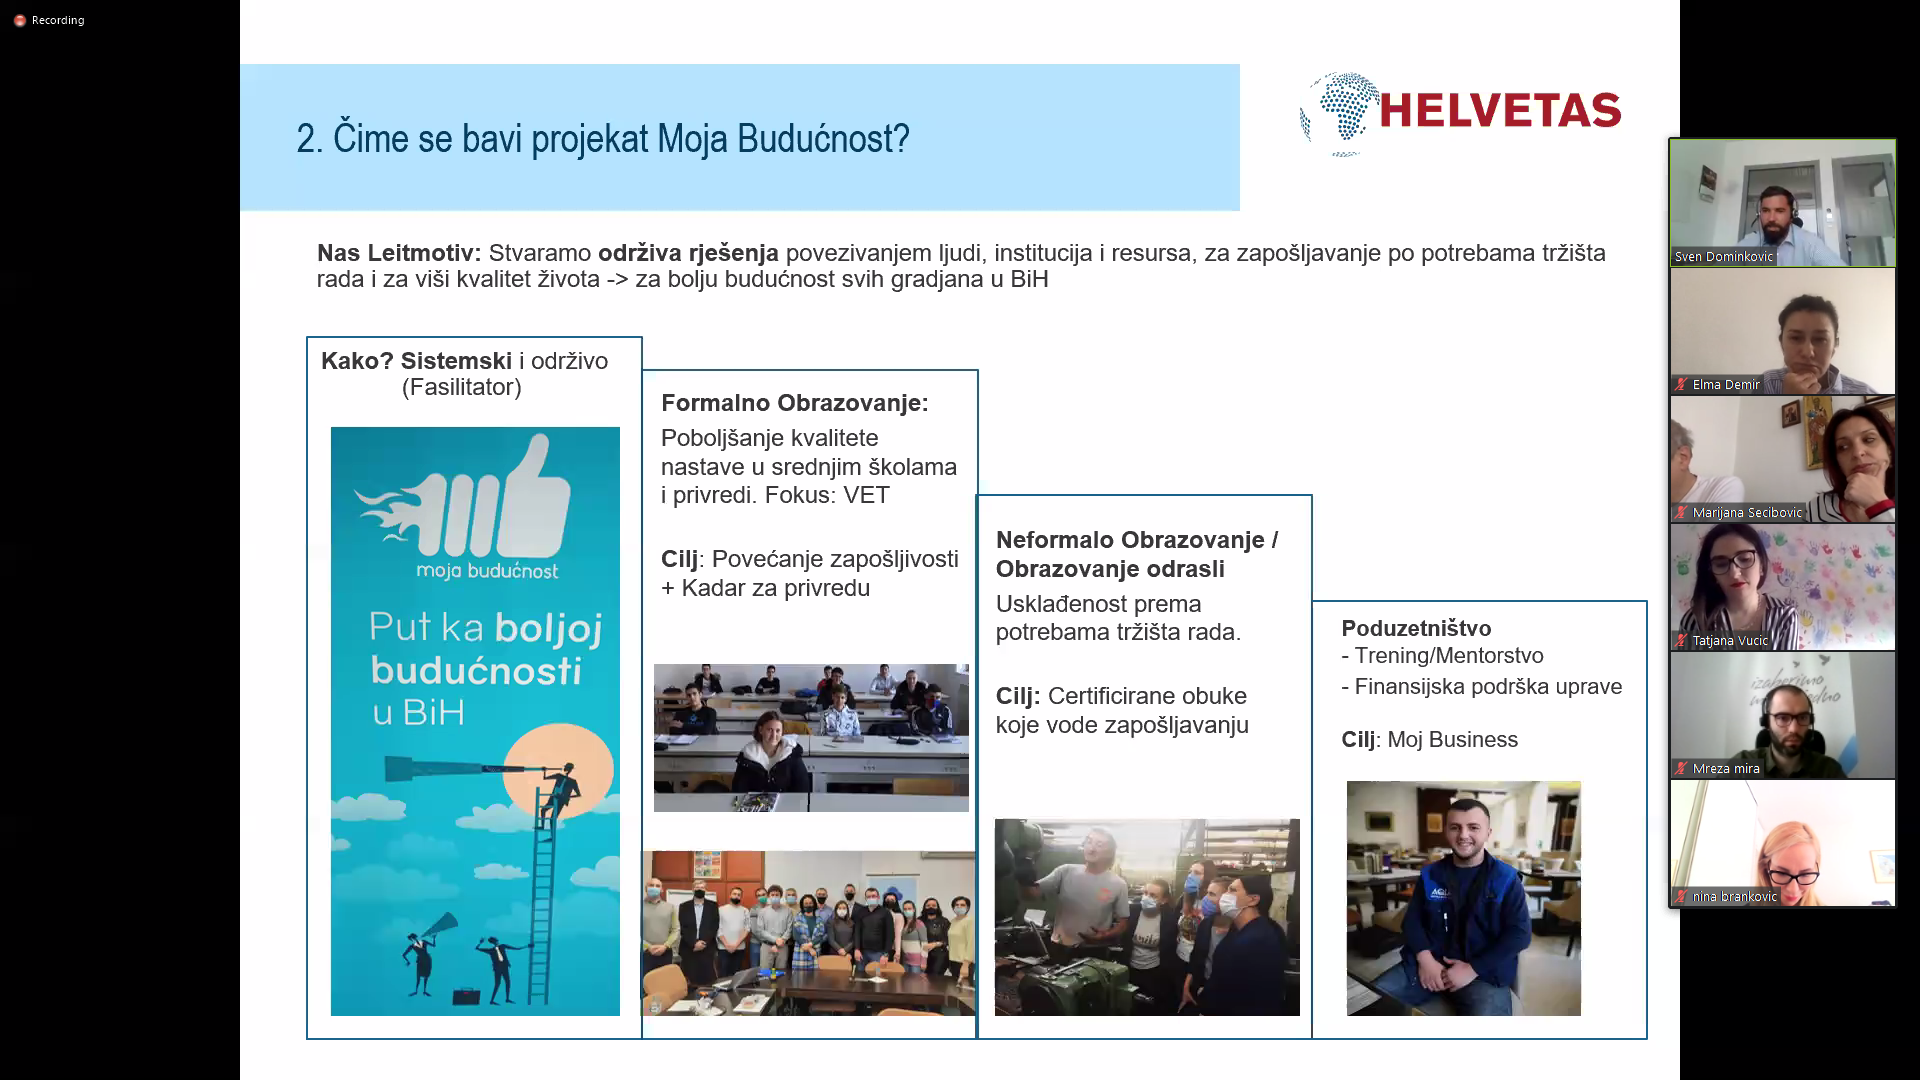 Recording
2. Čime se bavi projekat Moja Budućnost?
HELVETAS
Nas Leitmotiv: Stvaramo održiva rješenja povezivanjem ljudi, institucija i resursa, za zapošljavanje po potrebama tržišta
rada i za viši kvalitet života -> za bolju budućnost svih gradjana u BiH
Kako? Sistemski i održivo
(Fasilitator)
moja budućnost
Put ka boljoj
budućnosti
u BiH
Formalno Obrazovanje:
Poboljšanje kvalitete
nastave u srednjim školama
i privredi. Fokus: VET
Cilj: Povećanje zapošljivosti
+ Kadar za privredu
Neformalo Obrazovanje /
Obrazovanje odrasli
Usklađenost prema
potrebama tržišta rada.
Cilj: Certificirane obuke
koje vode zapošljavanju
Poduzetništvo
- Trening/Mentorstvo
- Finansijska podrška uprave
Cilj: Moj Business
Sven Dominkovic
Elma Demir
Marijana Secibovic
Tatjana Vucic
izaberimo
Mreza mira
nina brankovic